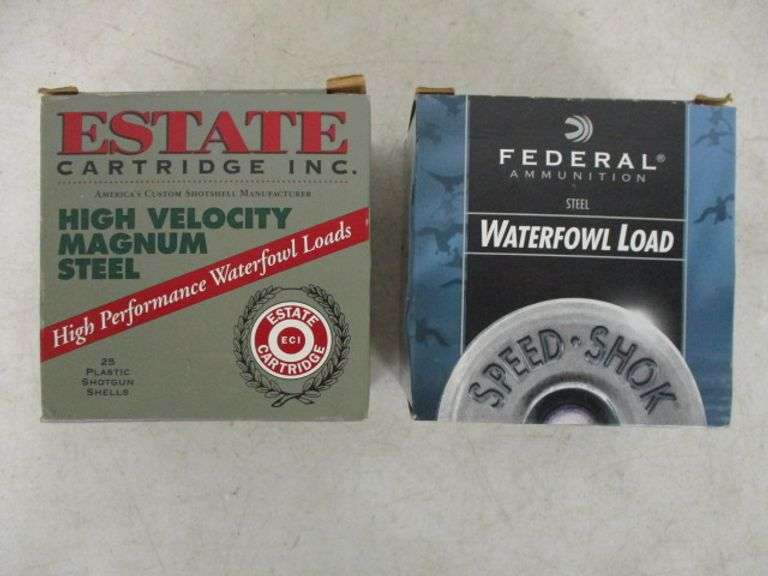 ESTATE
CARTRIDGE INC.
AMERICA'S CUSTOM SHOTSHELL MANUFACTURER
HIGH VELOCITY
MAGNUM
STEEL
High Performance Waterfowl Loads
ESTATE
ECI
CARTRIDGE
25
PLASTIC
SHOTGUN
SHELLS
FEDERAL®
AMMUNITION
STEEL
WATERFOWL LOAD
SPEED·SHOK